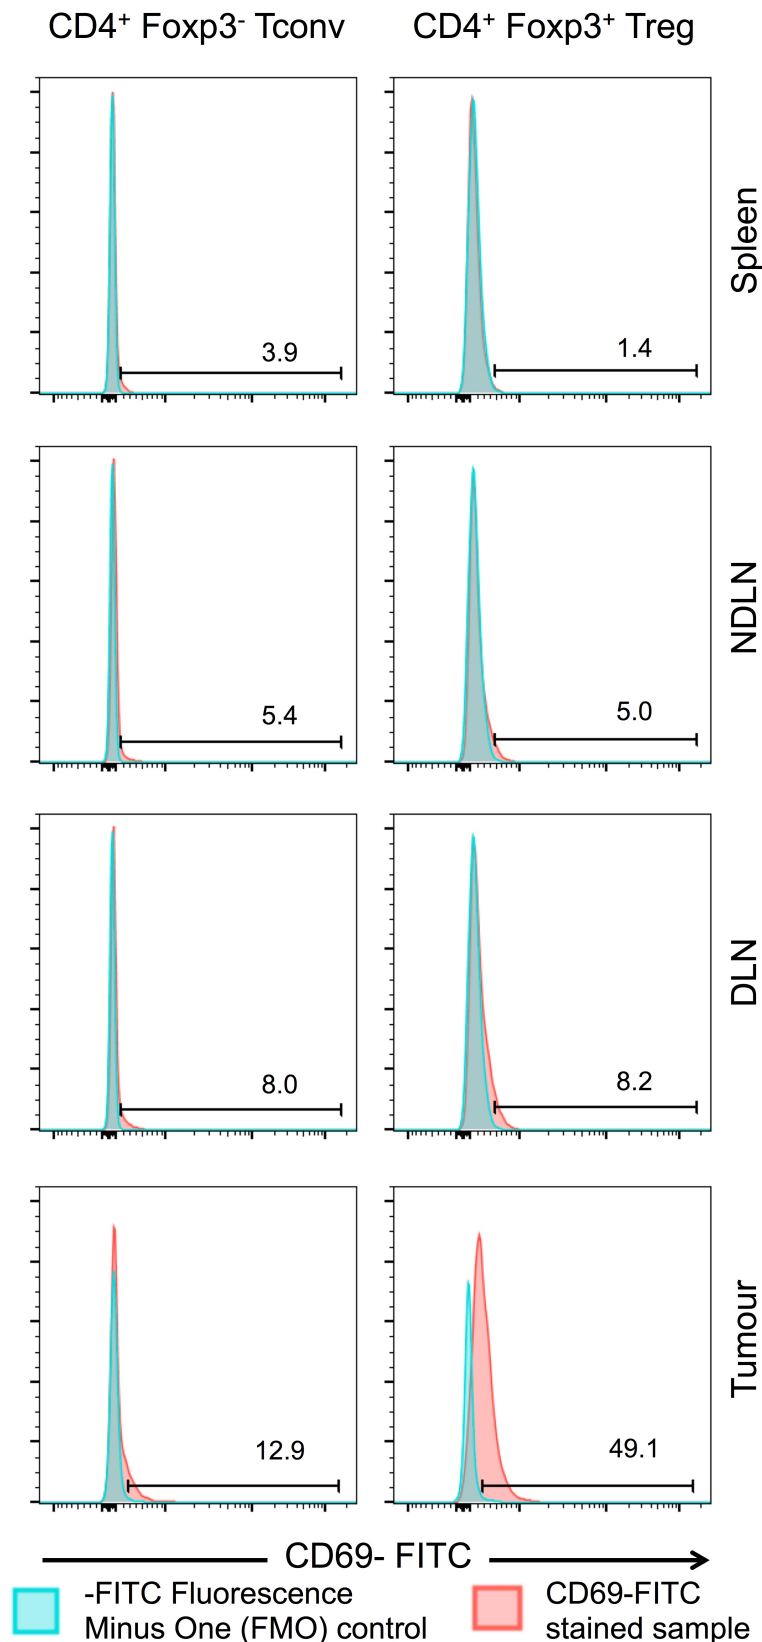 CD4⁺ Foxp3⁻ Tconv
CD4⁺ Foxp3⁺ Treg
3.9
1.4
Spleen
5.4
5.0
NDLN
8.0
8.2
DLN
12.9
49.1
Tumour
CD69- FITC
-FITC Fluorescence
Minus One (FMO) control
CD69-FITC
stained sample